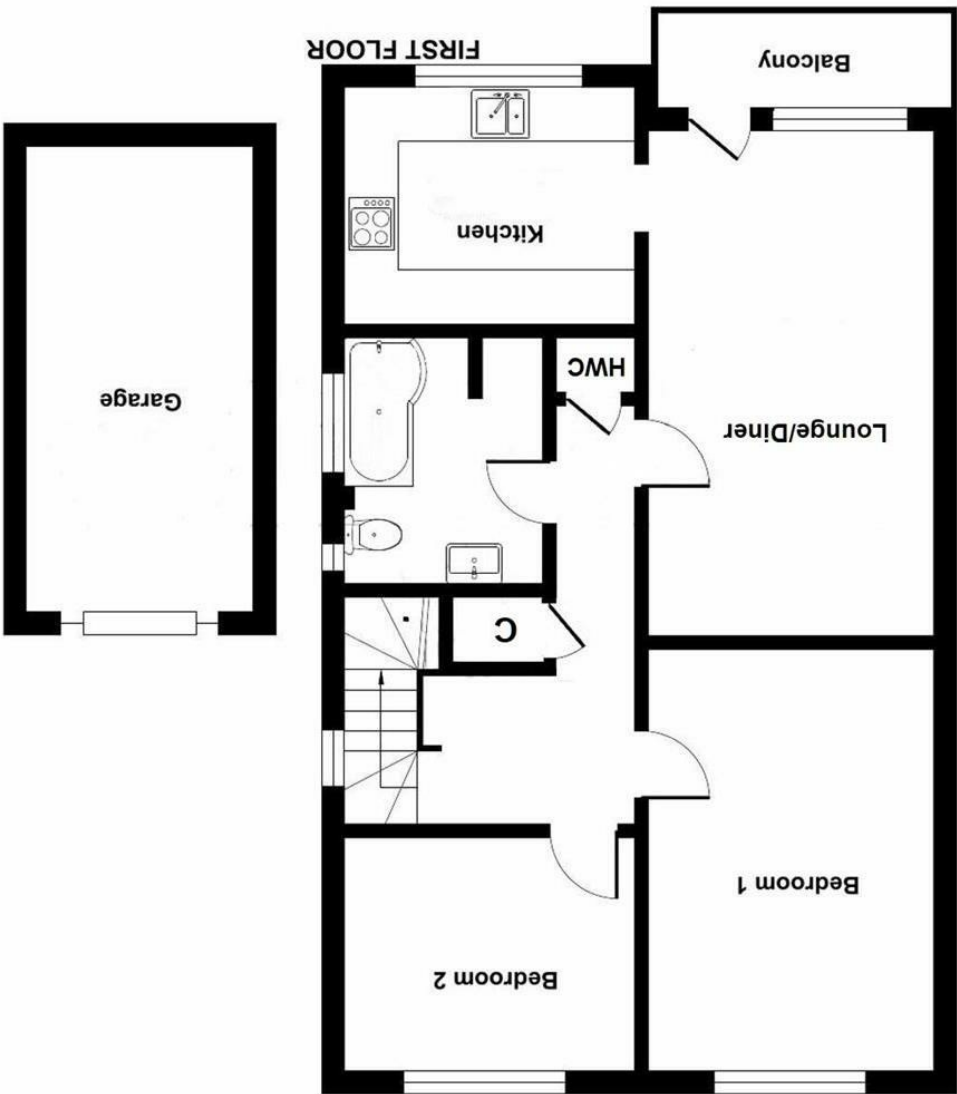 Bedroom 2
Bedroom 1
C
Lounge/Diner
Garage
HWC
Kitchen
Balcony
FIRST FLOOR